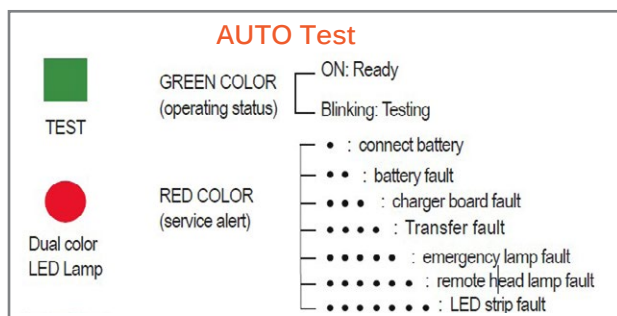 AUTO Test
GREEN COLOR
(operating status)
ON: Ready
Blinking: Testing
TEST
RED COLOR
(service alert)
• : connect battery
• • : battery fault
• • • : charger board fault
• • • • : Transfer fault
• • • • • : emergency lamp fault
• • • • • • : remote head lamp fault
• • • • • • • : LED strip fault
Dual color
LED Lamp